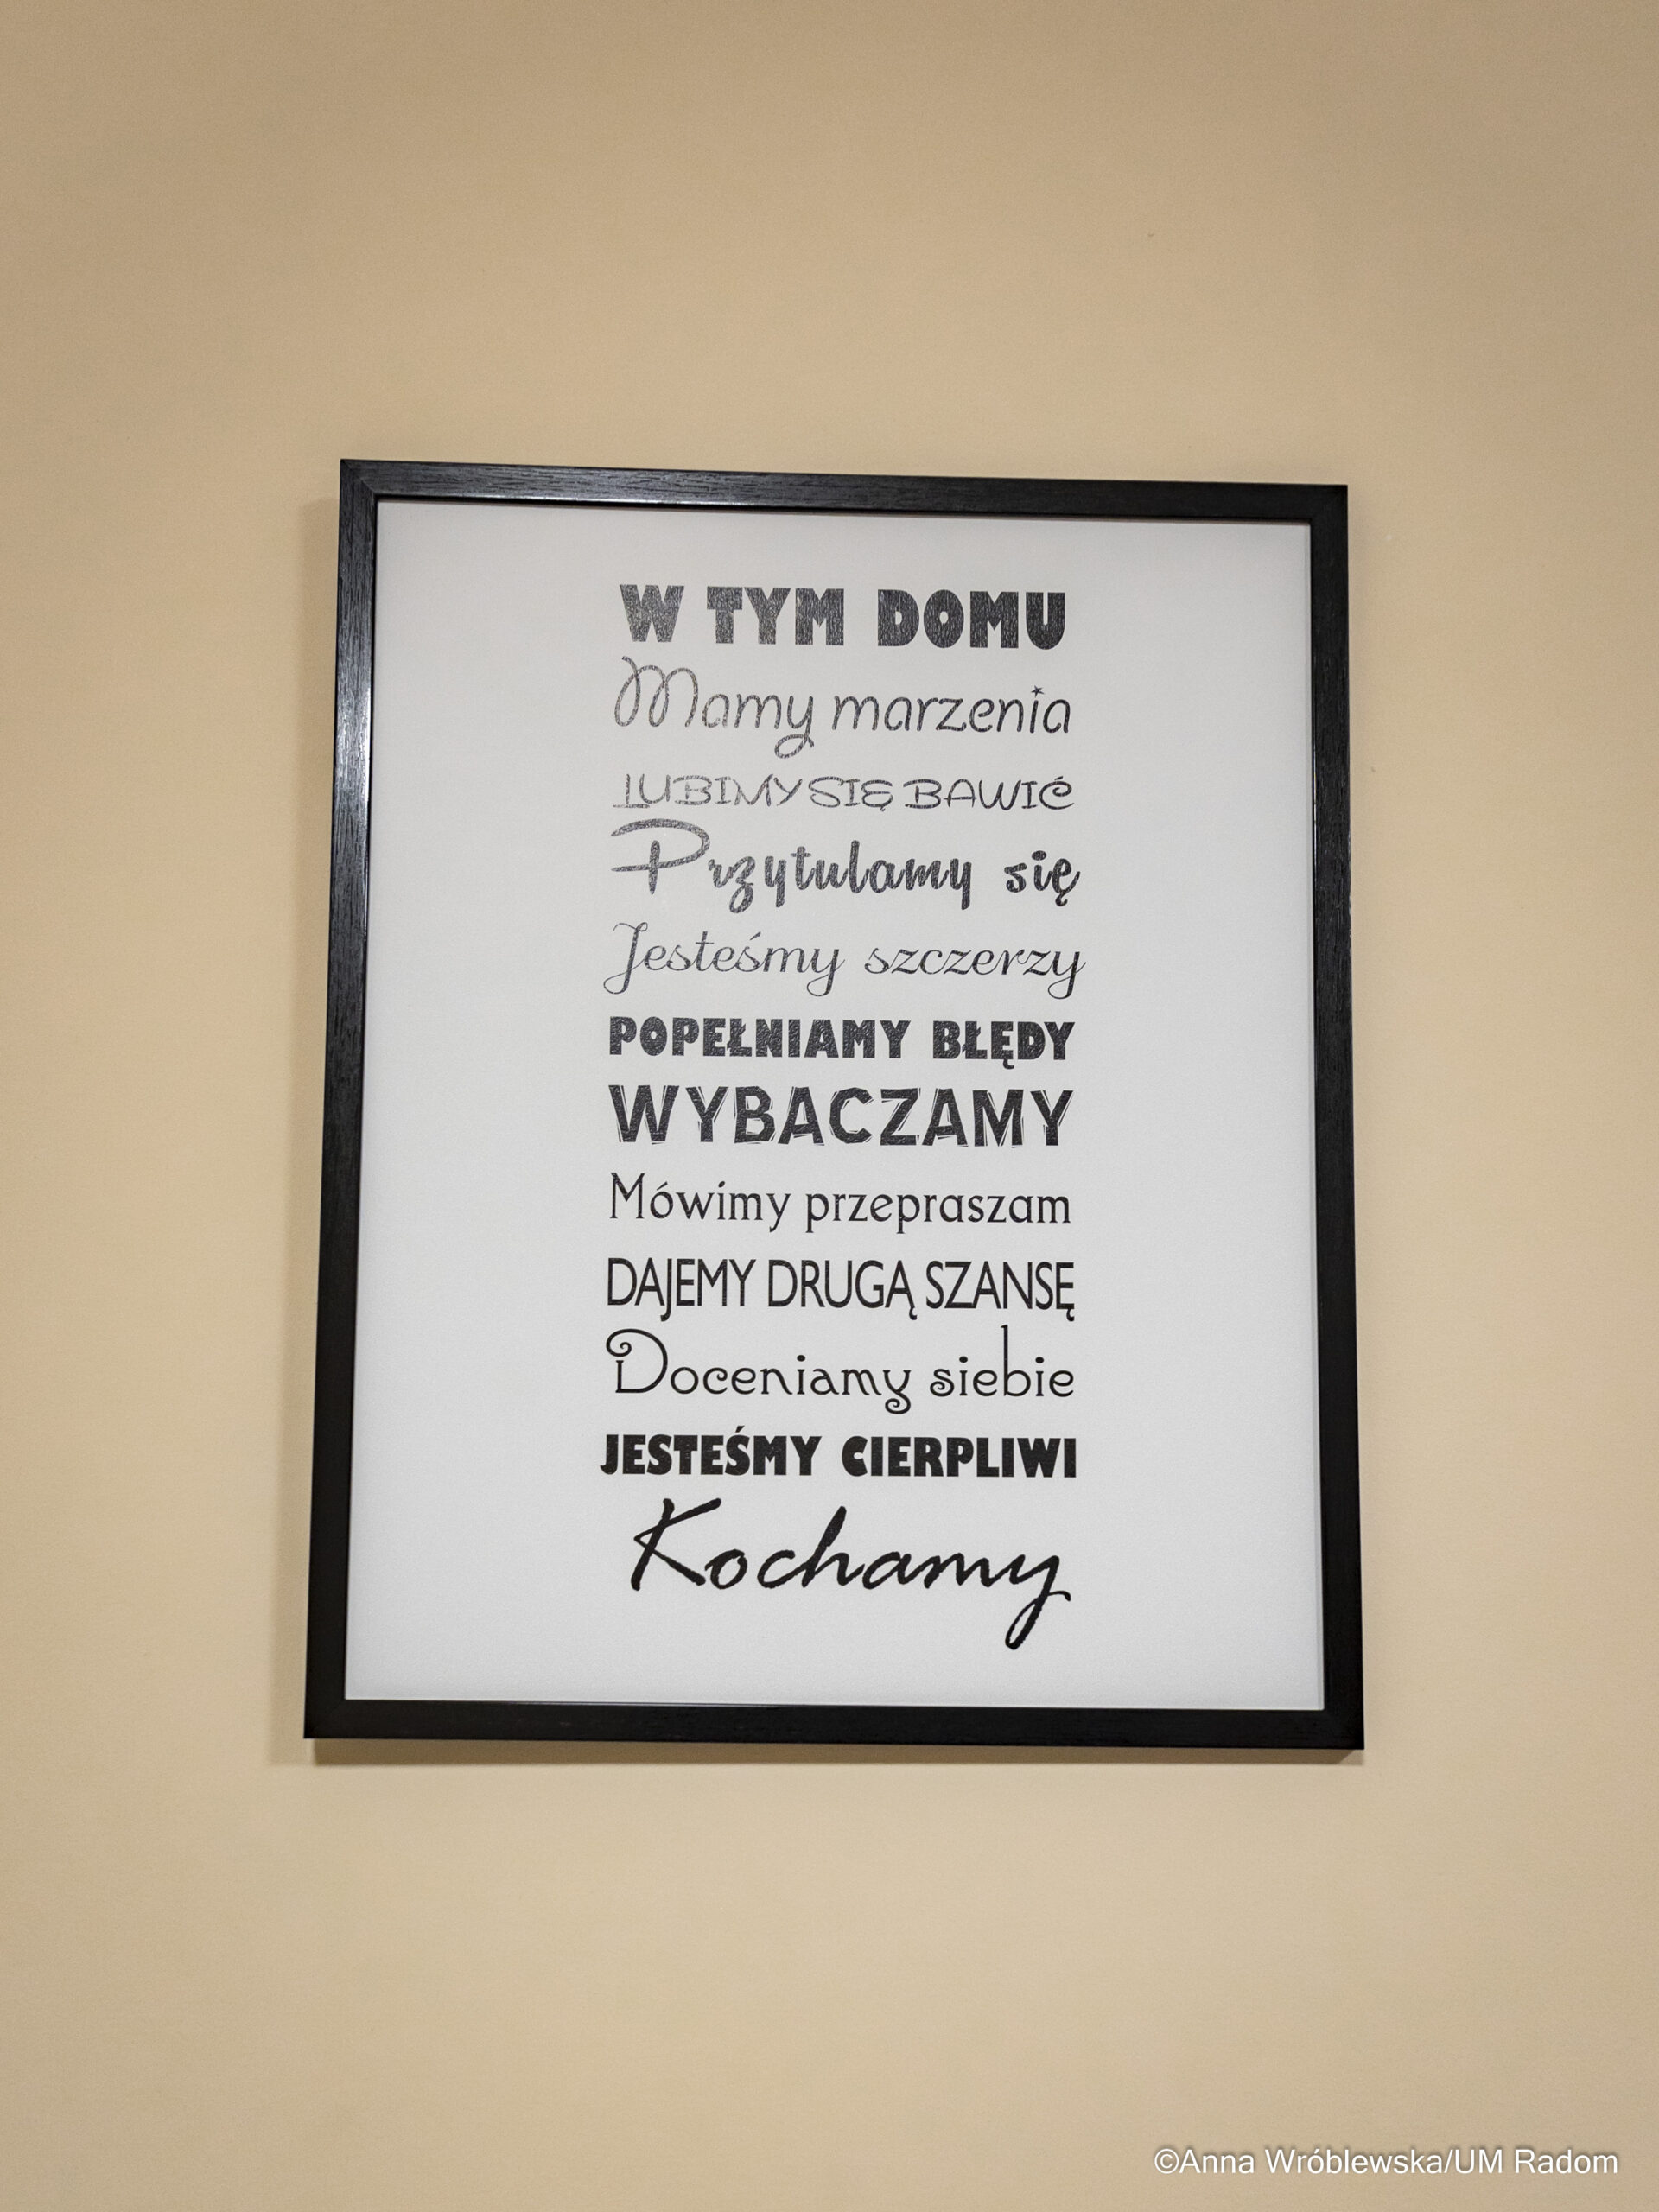 W TYM DOMU
Mamy marzenia
LUBIMY SIĘ BAWIĆ
Przytulamy się
Jesteśmy szczerzy
POPEŁNIAMY BŁĘDY
WYBACZAMY
Mówimy przepraszam
DAJEMY DRUGĄ SZANSĘ
Doceniamy siebie
JESTEŚMY CIERPLIWI
Kochamy
©Anna Wróblewska/UM Radom